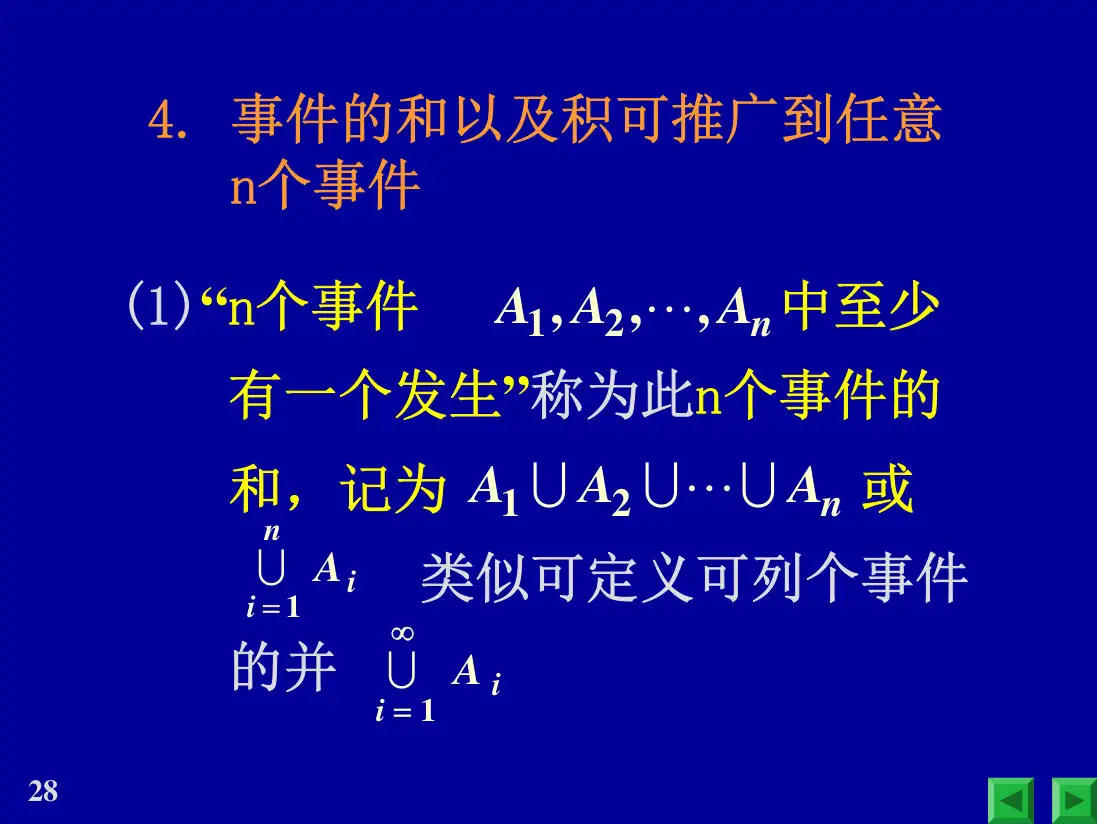 4. 事件的和以及积可推广到任意
n个事件
(1)“n个事件 A₁,A₂,⋯,Aₙ中至少
有一个发生”称为此n个事件的
和，记为 A₁∪A₂∪⋯∪Aₙ 或
n
∪ A i 类似可定义可列个事件
i=1
∞
的并 ∪ A i
i=1
28